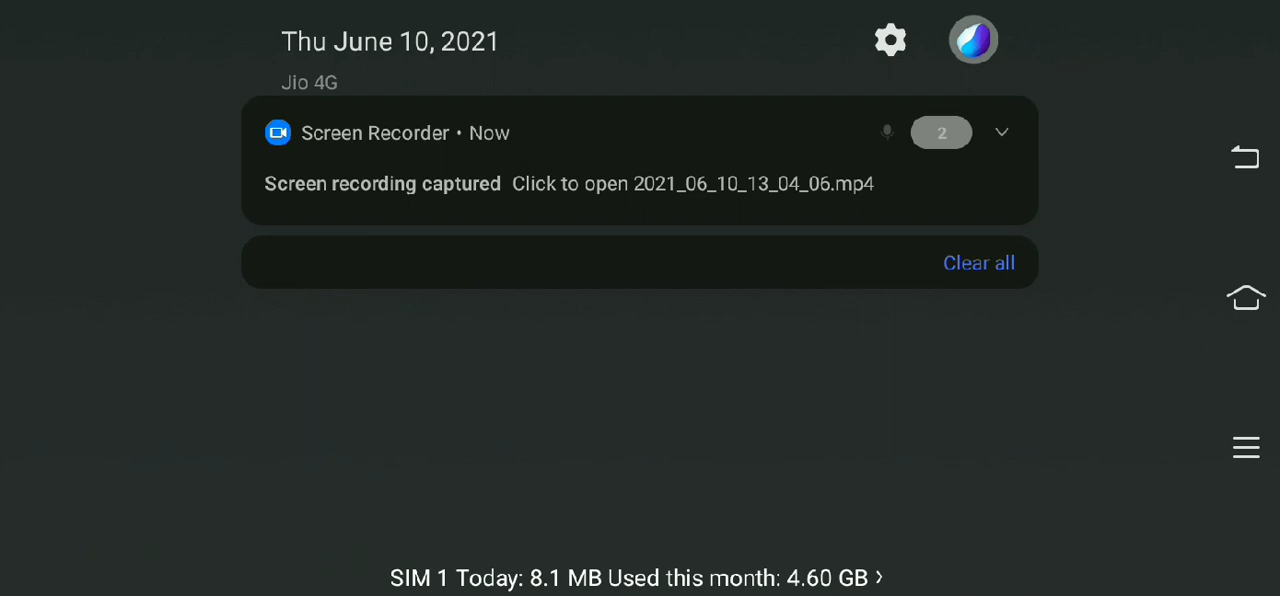 Thu June 10, 2021
Jio 4G
Screen Recorder • Now
2
Screen recording captured Click to open 2021_06_10_13_04_06.mp4
Clear all
SIM 1 Today: 8.1 MB Used this month: 4.60 GB ›